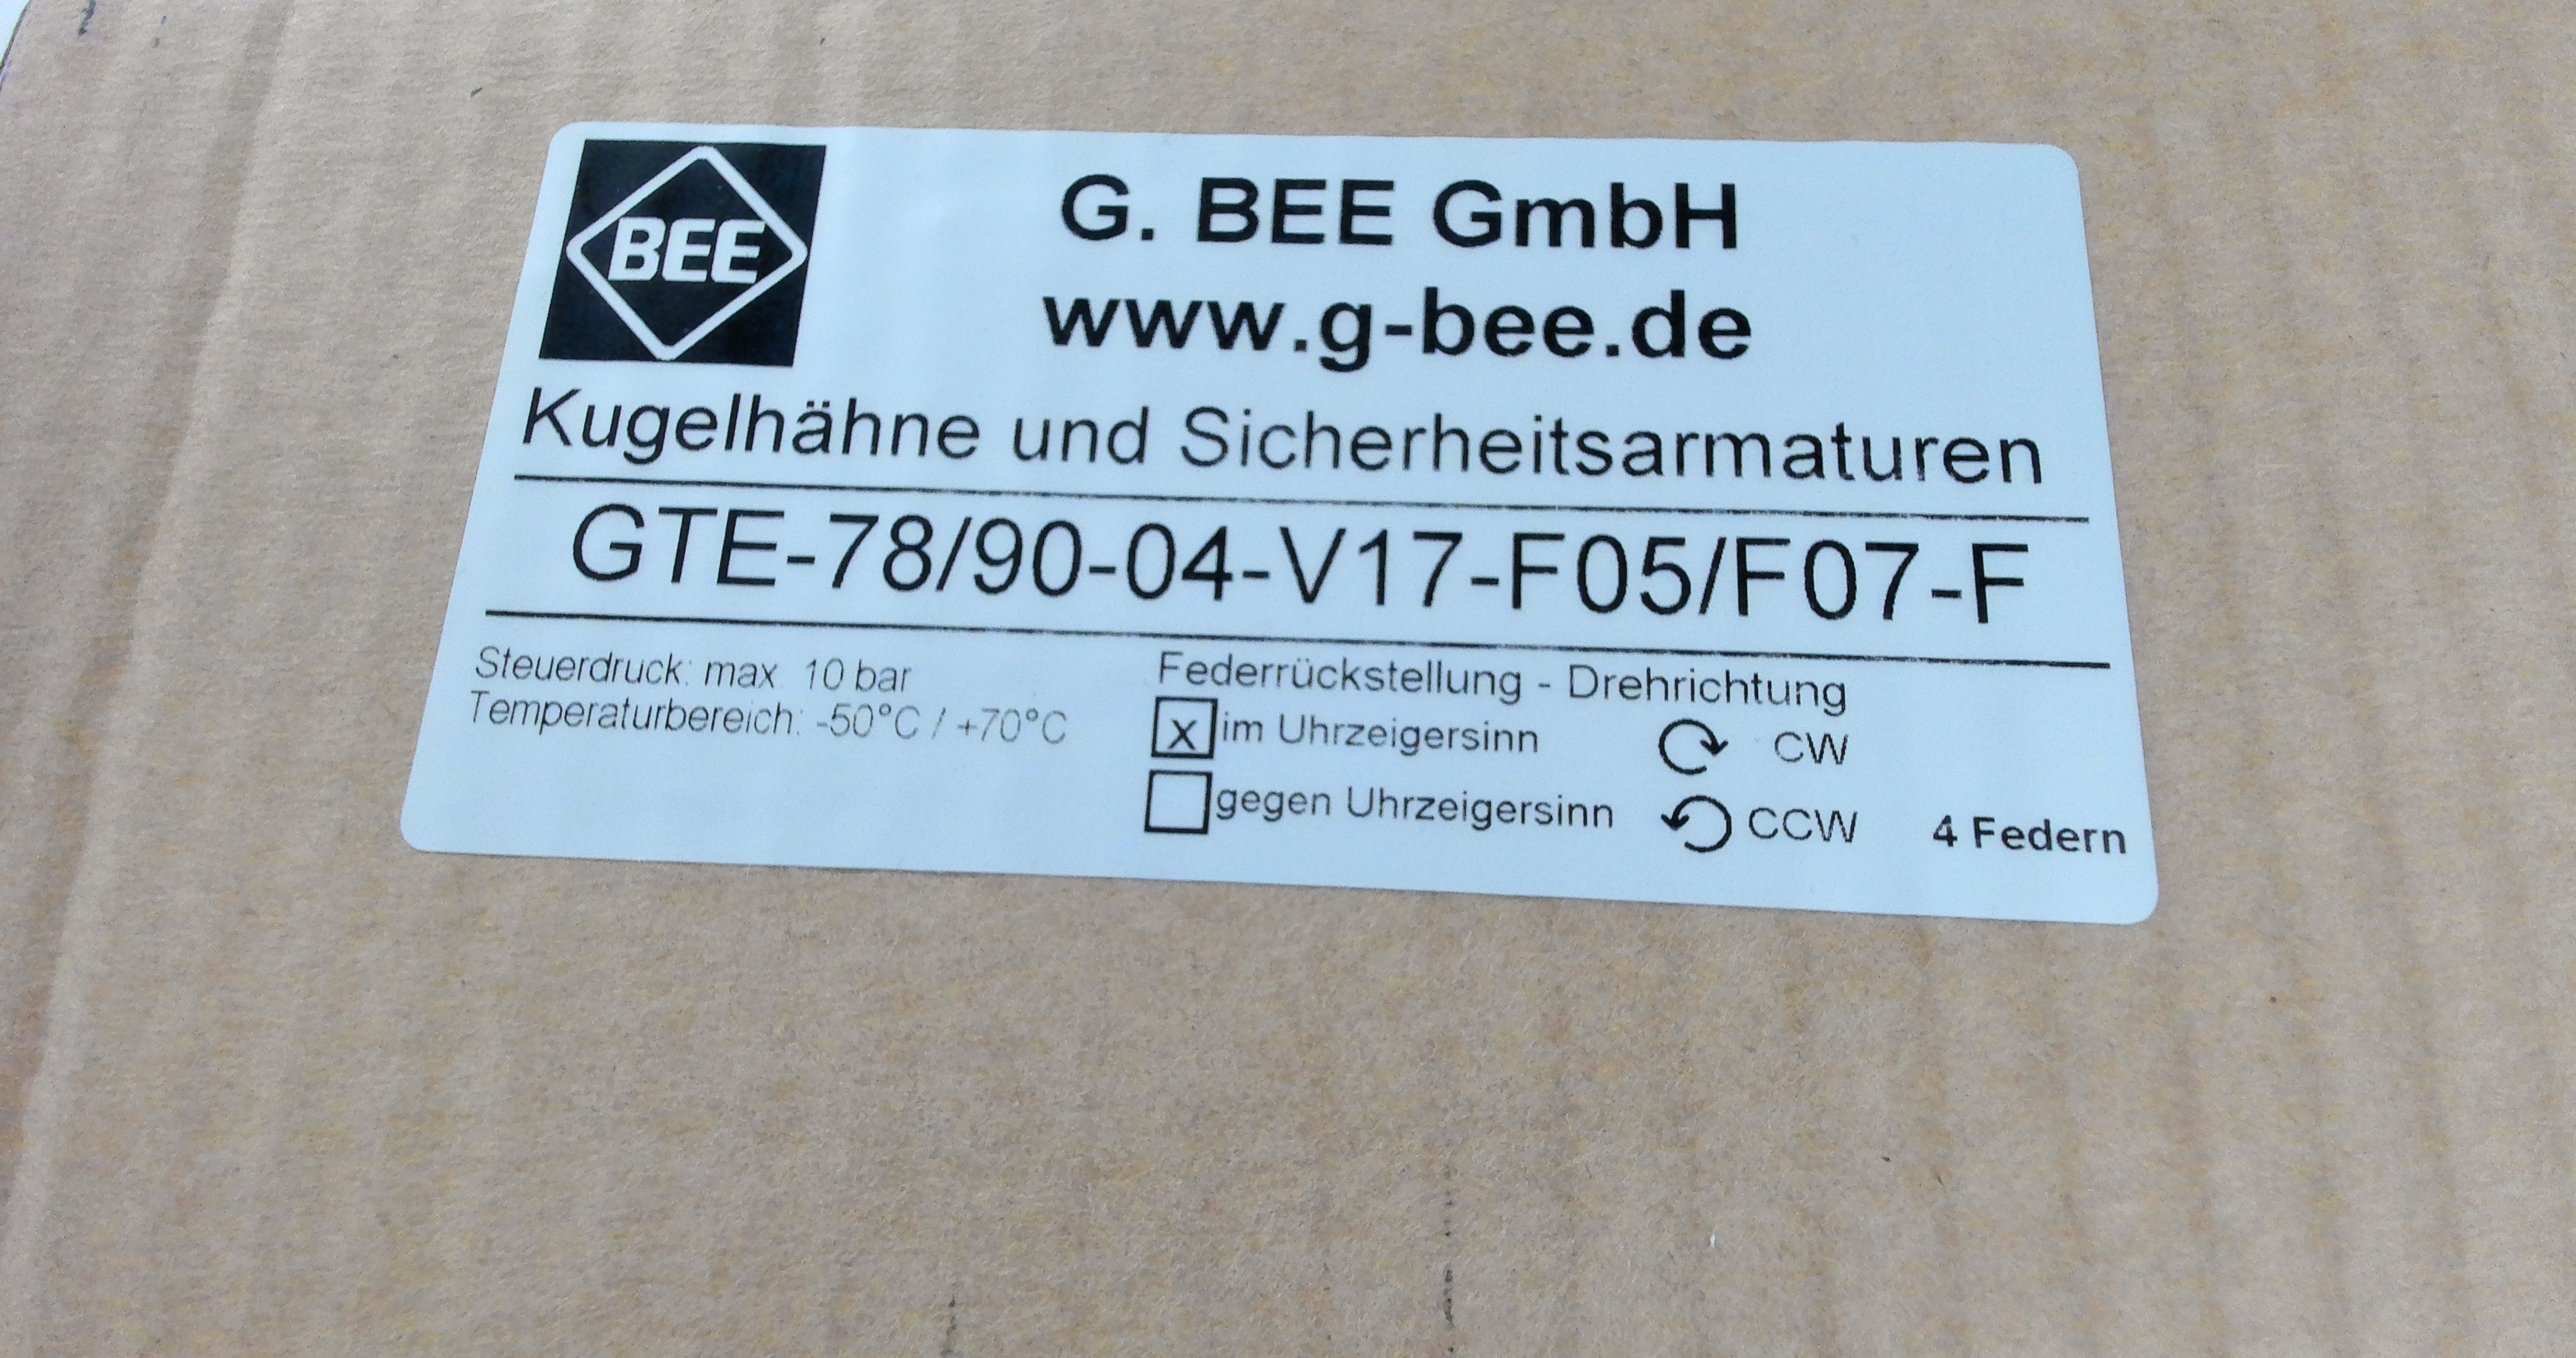 BEE
G. BEE GmbH
www.g-bee.de
Kugelhähne und Sicherheitsarmaturen
GTE-78/90-04-V17-F05/F07-F
Steuerdruck: max. 10 bar
Temperaturbereich: -50°C / +70°C
Federrückstellung - Drehrichtung
x im Uhrzeigersinn CW
gegen Uhrzeigersinn CCW
4 Federn